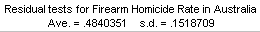 Residual tests for Firearm Homicide Rate in Australia
Ave. = .4840351 s.d. = .1518709